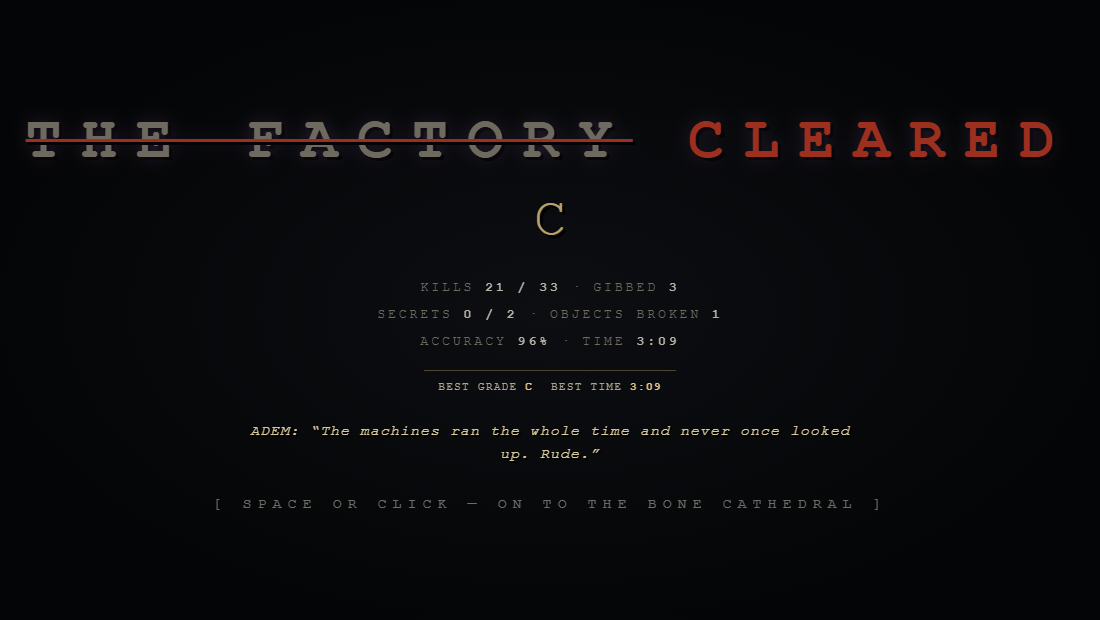 THE FACTORY CLEARED
C
KILLS 21 / 33 · GIBBED 3
SECRETS 0 / 2 · OBJECTS BROKEN 1
ACCURACY 96% · TIME 3:09
BEST GRADE C BEST TIME 3:09
ADEM: “The machines ran the whole time and never once looked
up. Rude.”
[ SPACE OR CLICK — ON TO THE BONE CATHEDRAL ]